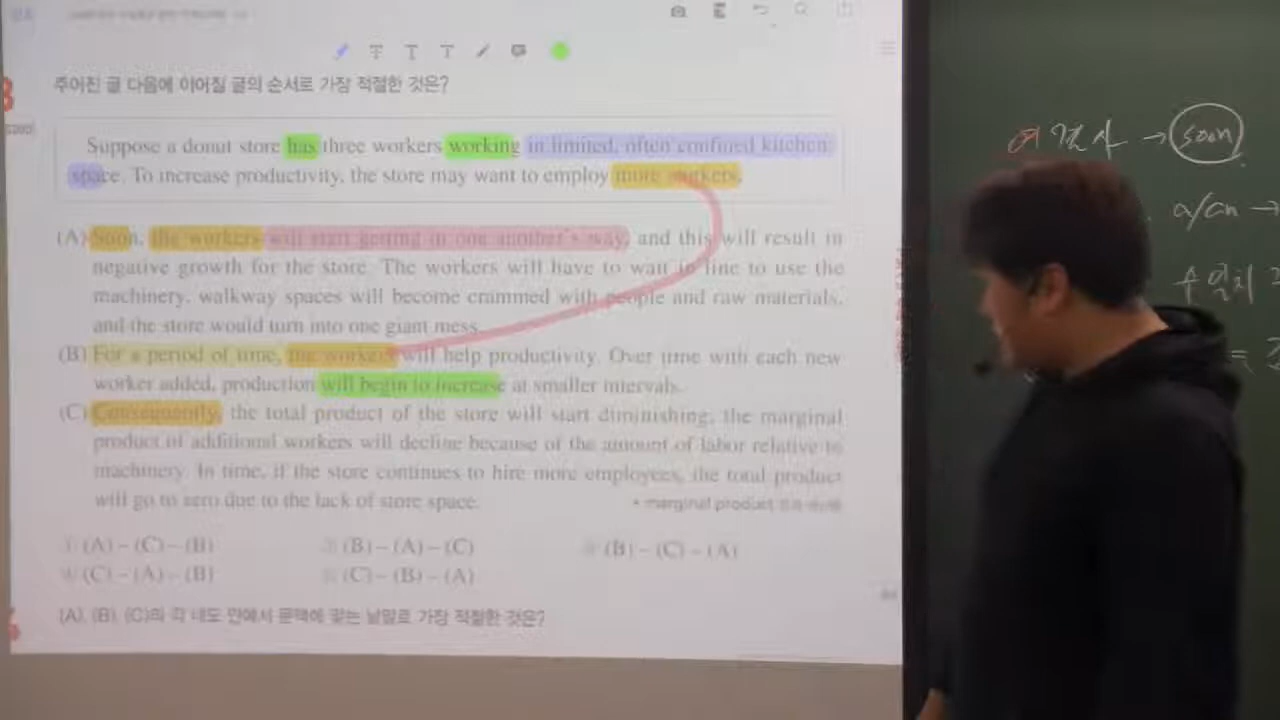 주어진 글 다음에 이어질 글의 순서로 가장 적절한 것은?
Suppose a donut store has three workers working in limited, often confined kitchen
space. To increase productivity, the store may want to employ more workers.
(A) Soon, the workers will start getting in one another's way, and this will result in
negative growth for the store. The workers will have to wait in line to use the
machinery, walkway spaces will become crammed with people and raw materials,
and the store would turn into one giant mess.
(B) For a period of time, the workers will help productivity. Over time with each new
worker added, production will begin to increase at smaller intervals.
(C) Consequently, the total product of the store will start diminishing; the marginal
product of additional workers will decline because of the amount of labor relative to
machinery. In time, if the store continues to hire more employees, the total product
will go to zero due to the lack of store space.
* marginal product
① (A) – (C) – (B)
② (B) – (A) – (C)
③ (B) – (C) – (A)
④ (C) – (A) – (B)
⑤ (C) – (B) – (A)
(A), (B), (C)의 각 네모 안에서 문맥에 맞는 낱말로 가장 적절한 것은?
→ soon
a/an →